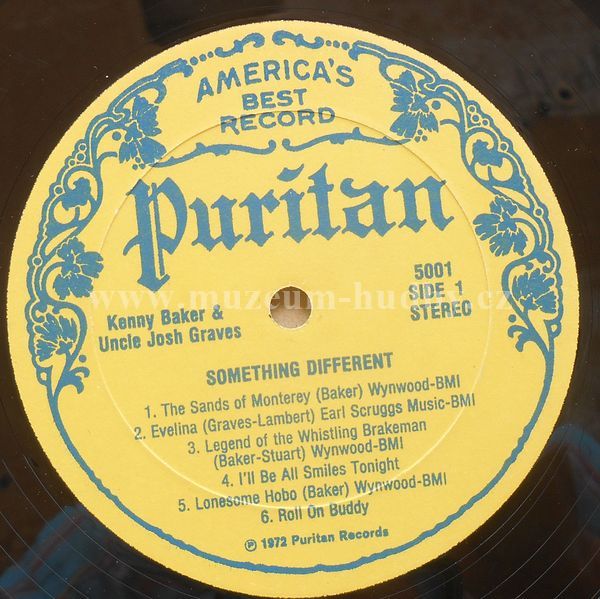 AMERICA'S
BEST
RECORD
Puritan
5001
SIDE 1
STEREO
www.muzeum-hudby.cz
Kenny Baker &
Uncle Josh Graves
SOMETHING DIFFERENT
1. The Sands of Monterey (Baker) Wynwood-BMI
2. Evelina (Graves-Lambert) Earl Scruggs Music-BMI
3. Legend of the Whistling Brakeman
(Baker-Stuart) Wynwood-BMI
4. I'll Be All Smiles Tonight
5. Lonesome Hobo (Baker) Wynwood-BMI
6. Roll On Buddy
℗ 1972 Puritan Records